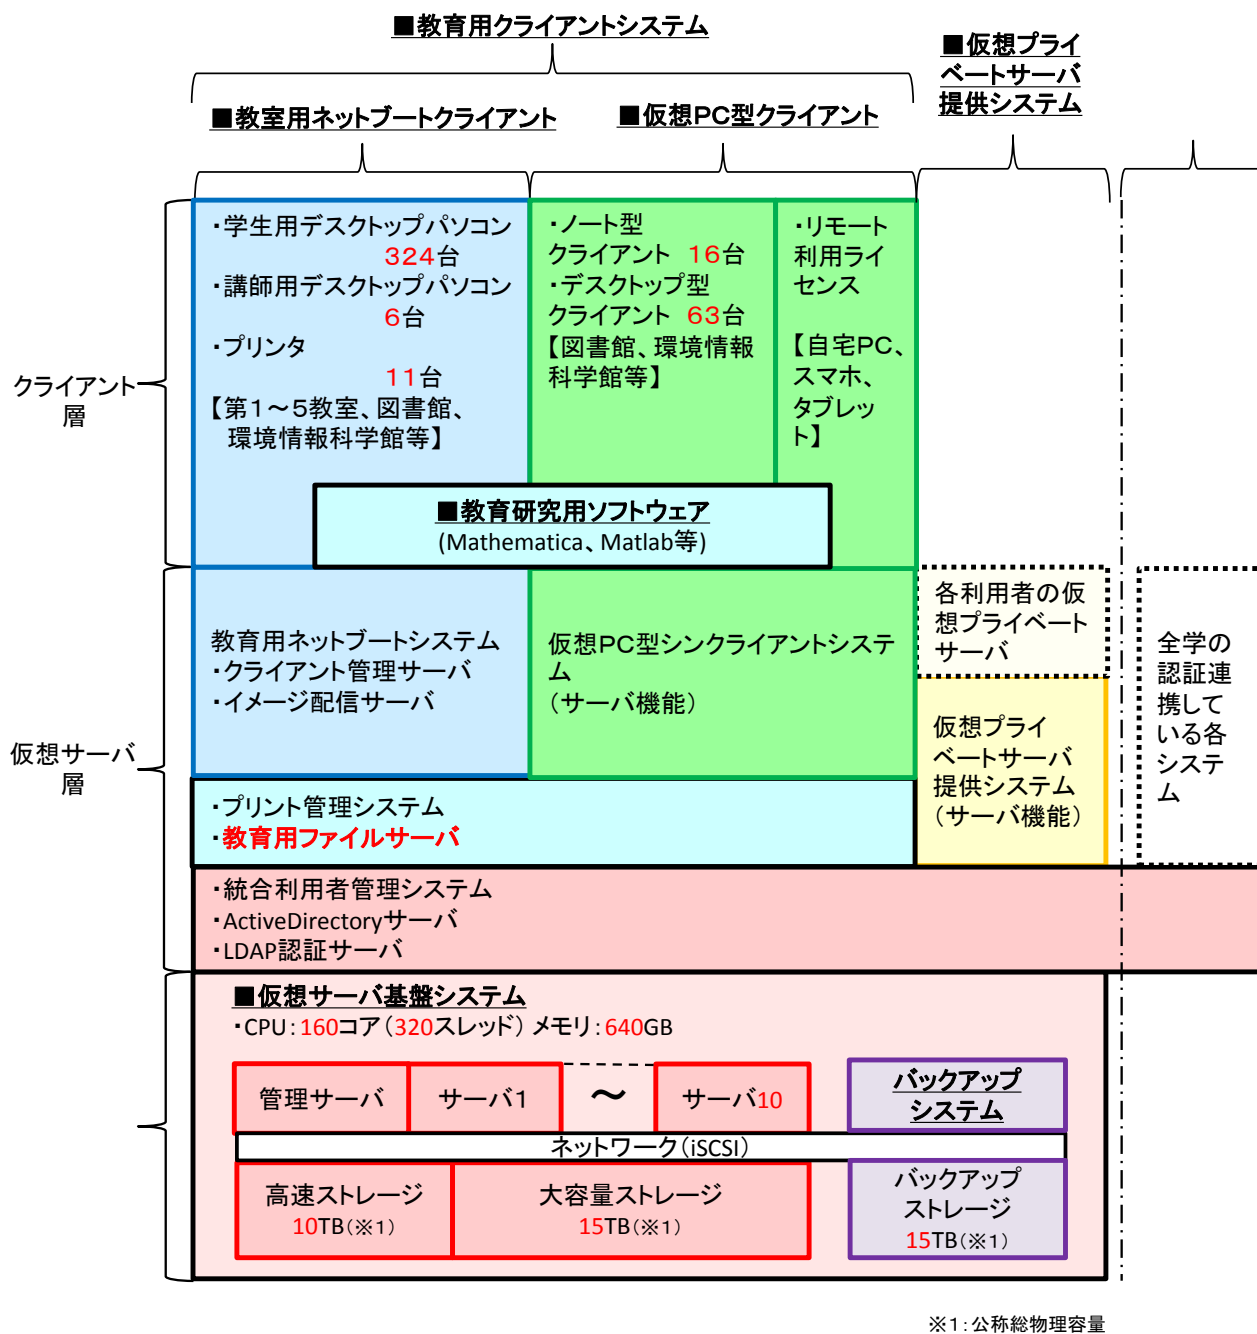 ■教育用クライアントシステム
■仮想プライ
ベートサーバ
提供システム
■教室用ネットブートクライアント
■仮想PC型クライアント
・学生用デスクトップパソコン
324台
・講師用デスクトップパソコン
6台
・プリンタ
11台
【第1～5教室、図書館、
環境情報科学館等】
・ノート型
クライアント 16台
・デスクトップ型
クライアント 63台
【図書館、環境情報
科学館等】
・リモート
利用ライ
センス
【自宅PC、
スマホ、
タブレッ
ト】
クライアント
層
■教育研究用ソフトウェア
(Mathematica、Matlab等)
教育用ネットブートシステム
・クライアント管理サーバ
・イメージ配信サーバ
仮想PC型シンクライアントシステ
ム
（サーバ機能）
各利用者の仮
想プライベート
サーバ
仮想プライ
ベートサーバ
提供システム
（サーバ機能）
全学の
認証連
携して
いる各
システ
ム
仮想サーバ
層
・プリント管理システム
・教育用ファイルサーバ
・統合利用者管理システム
・ActiveDirectoryサーバ
・LDAP認証サーバ
■仮想サーバ基盤システム
・CPU：160コア（320スレッド） メモリ：640GB
管理サーバ
サーバ1
～
サーバ10
バックアップ
システム
ネットワーク（iSCSI）
高速ストレージ
10TB（※1）
大容量ストレージ
15TB（※1）
バックアップ
ストレージ
15TB（※1）
※1：公称総物理容量